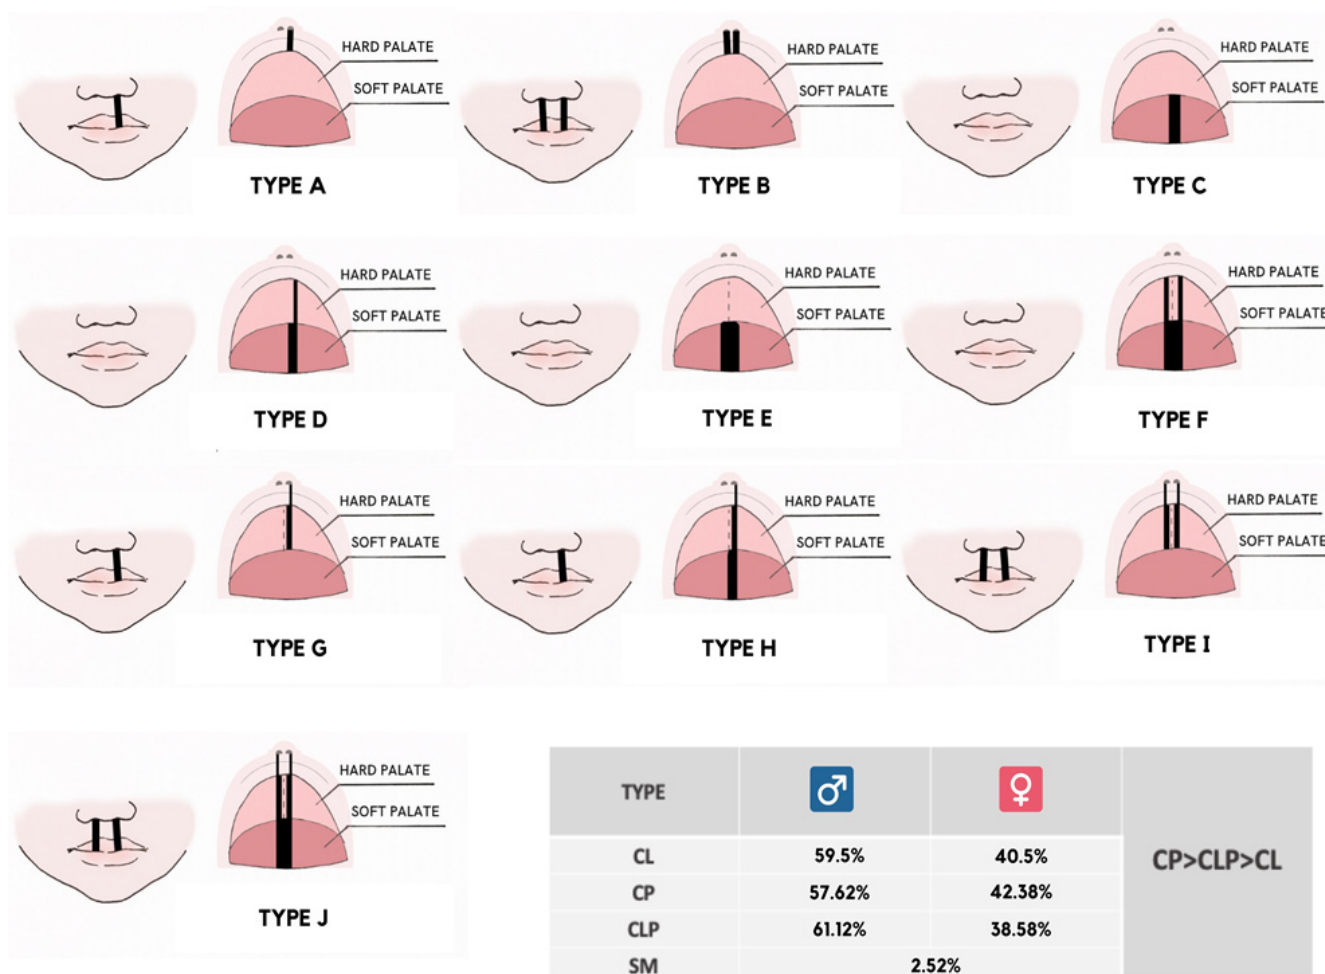 HARD PALATE
SOFT PALATE
TYPE A
HARD PALATE
SOFT PALATE
TYPE B
HARD PALATE
SOFT PALATE
TYPE C
HARD PALATE
SOFT PALATE
TYPE D
HARD PALATE
SOFT PALATE
TYPE E
HARD PALATE
SOFT PALATE
TYPE F
HARD PALATE
SOFT PALATE
TYPE G
HARD PALATE
SOFT PALATE
TYPE H
HARD PALATE
SOFT PALATE
TYPE I
HARD PALATE
SOFT PALATE
TYPE J
TYPE ♂ ♀
CL 59.5% 40.5%
CP 57.62% 42.38%
CLP 61.12% 38.58%
SM 2.52%
CP>CLP>CL